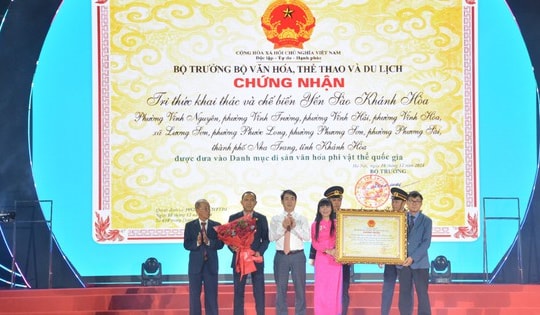 CỘNG HÒA XÃ HỘI CHỦ NGHĨA VIỆT NAM
Độc lập - Tự do - Hạnh phúc
BỘ TRƯỞNG BỘ VĂN HÓA, THỂ THAO VÀ DU LỊCH
CHỨNG NHẬN
Tri thức khai thác và chế biến Yến Sào Khánh Hòa
Phường Vĩnh Nguyên, phường Vĩnh Trường, phường Vĩnh Hải, phường Vĩnh Hòa,
xã Lương Sơn, phường Phước Long, phường Phương Sơn, phường Phương Sài,
thành phố Nha Trang, tỉnh Khánh Hòa
được đưa vào Danh mục di sản văn hóa phi vật thể quốc gia
BỘ TRƯỞNG